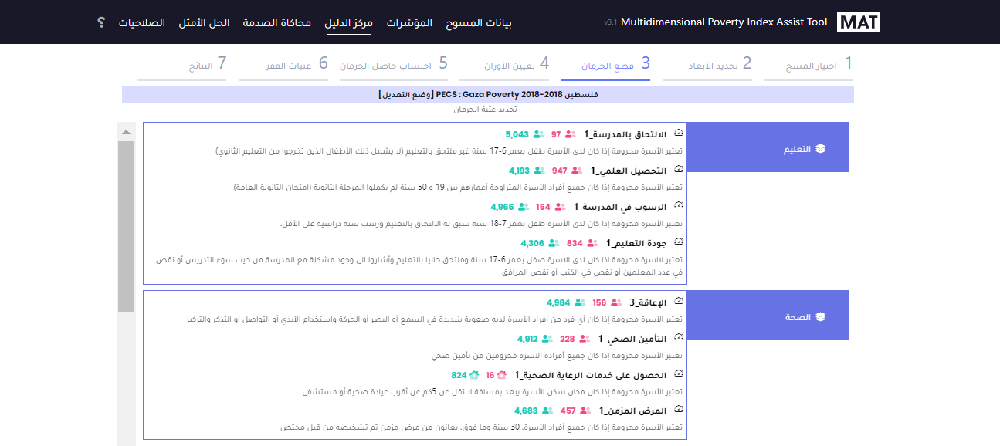 MAT Multidimensional Poverty Index Assist Tool v3.1 بيانات المسوح المؤشرات مركز الدليل محاكاة الصدمة الحل الأمثل الصلاحيات ؟
1 اختيار المسح 2 تحديد الأبعاد 3 قطع الحرمان 4 تعيين الأوزان 5 احتساب حاصل الحرمان 6 عتبات الفقر 7 النتائج
فلسطين PECS : Gaza Poverty 2018-2018 [وضع التعديل]
تحديد عتبة الحرمان
التعليم
الالتحاق بالمدرسة_1 97 5,043
تعتبر الأسرة محرومة إذا كان لدى الأسرة طفل بعمر 6-17 سنة غير ملتحق بالتعليم (لا يشمل ذلك الأطفال الذين تخرجوا من التعليم الثانوي)
التحصيل العلمي_1 947 4,193
تعتبر الأسرة محرومة إذا كان جميع أفراد الأسرة المتراوحة أعمارهم بين 19 و 50 سنة لم يكملوا المرحلة الثانوية (امتحان الثانوية العامة)
الرسوب في المدرسة_1 154 4,965
تعتبر الأسرة محرومة إذا كان لدى الأسرة طفل بعمر 7-18 سنة سبق له الالتحاق بالتعليم ورسب سنة دراسية على الأقل.
جودة التعليم_1 834 4,306
تعتبر لااسرة محرومة اذا كان لدى الاسرة صفل بعمر 6-17 سنة وملتحق حاليا بالتعليم وأشاروا الى وجود مشكلة مع المدرسة من حيث سوء التدريس أو نقص
في عدد المعلمين أو نقص في الكتب أو نقص المرافق
الصحة
الإعاقة_3 156 4,984
تعتبر الأسرة محرومة إذا كان أي فرد من أفراد الأسرة لديه صعوبة شديدة في السمع أو البصر أو الحركة واستخدام الأيدي أو التواصل أو التذكر والتركيز
التأمين الصحي_1 228 4,912
تعتبر الأسرة محرومة إذا كان جميع أفراده الاسرة محرومين من تأمين صحي
الحصول على خدمات الرعاية الصحية_1 16 824
تعتبر الأسرة محرومة إذا كان مكان سكن الأسرة يبعد بمسافة لا تقل عن 5كم عن أقرب عيادة صحية أو مستشفى
المرض المزمن_1 457 4,683
تعتبر الأسرة محرومة إذا كان جميع أفراد الأسرة، 30 سنة وما فوق، يعانون من مرض مزمن تم تشخيصه من قبل مختص